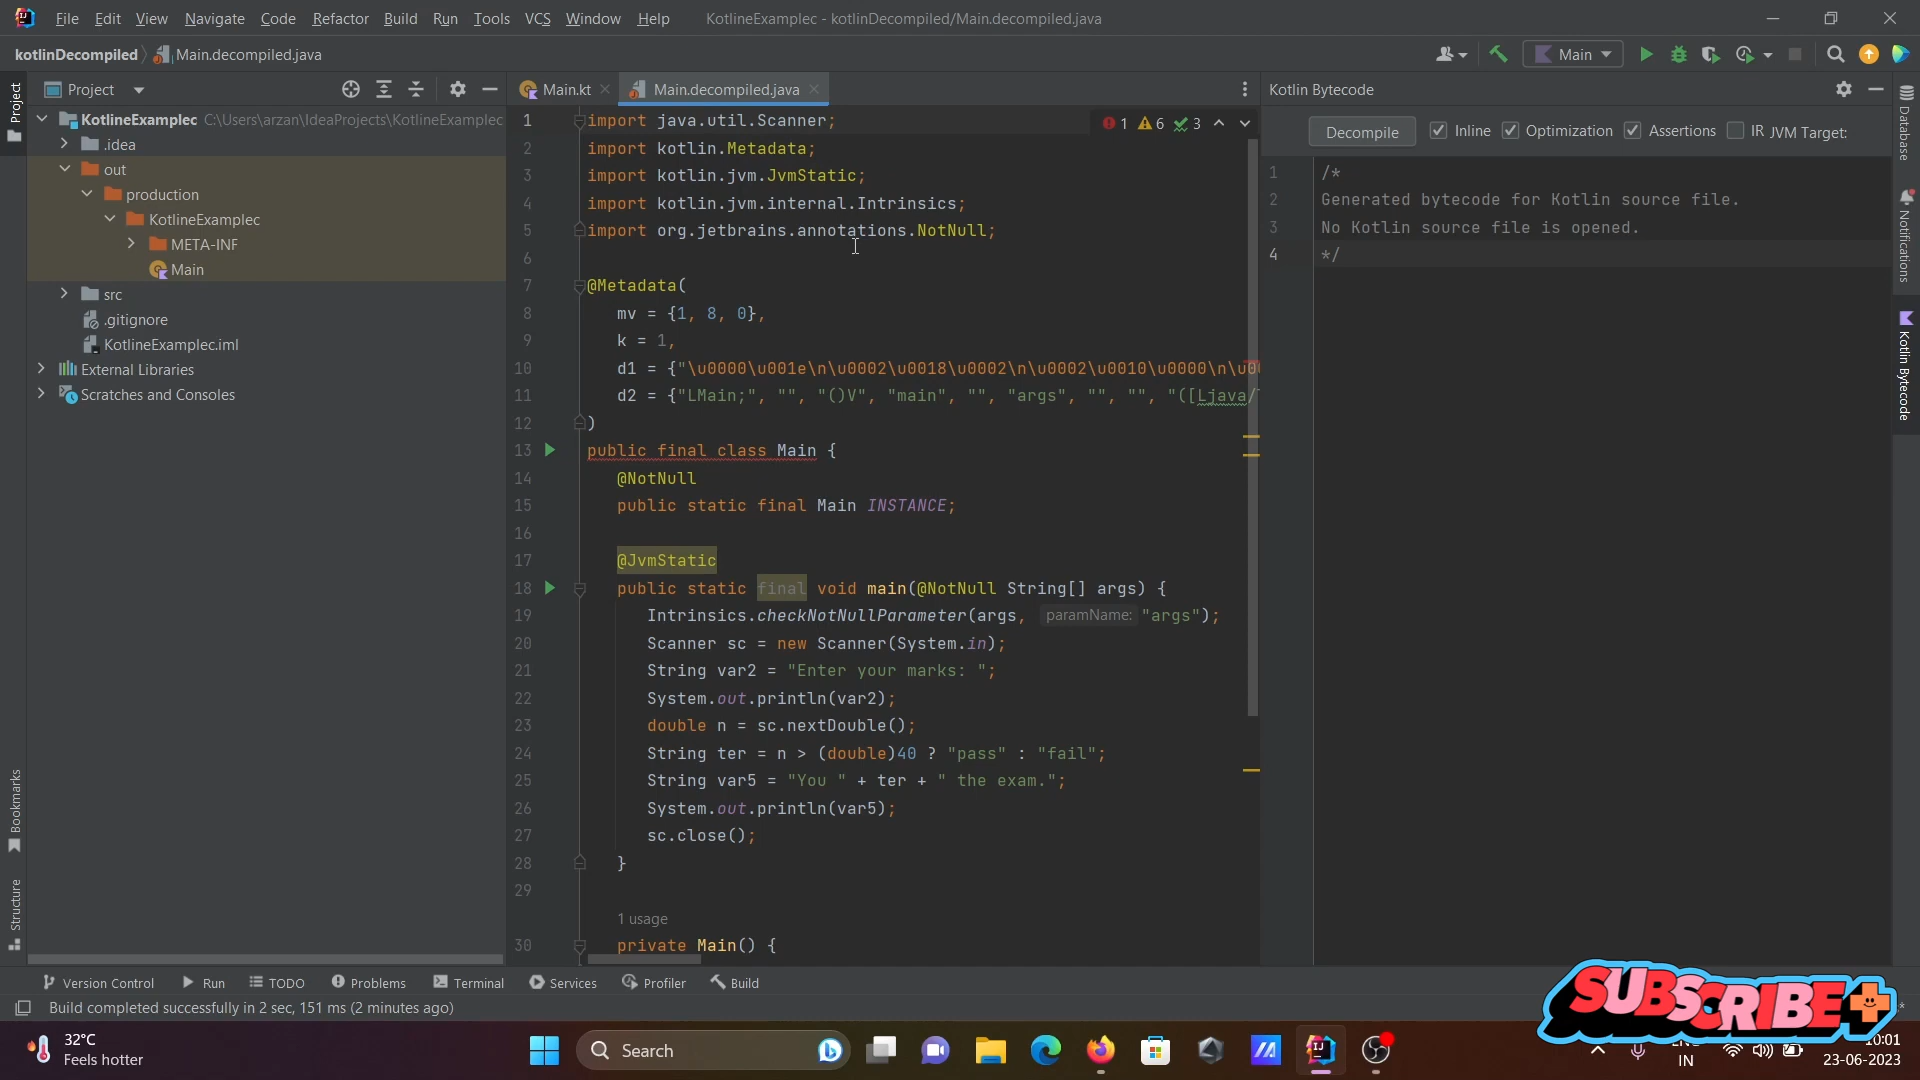 File Edit View Navigate Code Refactor Build Run Tools VCS Window Help KotlineExamplec - kotlinDecompiled/Main.decompiled.java
kotlinDecompiled Main.decompiled.java Main
Project
Project
Bookmarks
Structure
KotlineExamplec C:\Users\arzan\IdeaProjects\KotlineExamplec
.idea
out
production
KotlineExamplec
META-INF
Main
src
.gitignore
KotlineExamplec.iml
External Libraries
Scratches and Consoles
Main.kt Main.decompiled.java
1 6 3
1 import java.util.Scanner;
2 import kotlin.Metadata;
3 import kotlin.jvm.JvmStatic;
4 import kotlin.jvm.internal.Intrinsics;
5 import org.jetbrains.annotations.NotNull;
6
7 @Metadata(
8 mv = {1, 8, 0},
9 k = 1,
10 d1 = {"\u0000\u001e\n\u0002\u0018\u0002\n\u0002\u0010\u0000\n\u00
11 d2 = {"LMain;", "", "()V", "main", "", "args", "", "", "([Ljava/
12 )
13 public final class Main {
14 @NotNull
15 public static final Main INSTANCE;
16
17 @JvmStatic
18 public static final void main(@NotNull String[] args) {
19 Intrinsics.checkNotNullParameter(args, paramName: "args");
20 Scanner sc = new Scanner(System.in);
21 String var2 = "Enter your marks: ";
22 System.out.println(var2);
23 double n = sc.nextDouble();
24 String ter = n > (double)40 ? "pass" : "fail";
25 String var5 = "You " + ter + " the exam.";
26 System.out.println(var5);
27 sc.close();
28 }
29
1 usage
30 private Main() {
Kotlin Bytecode
Decompile Inline Optimization Assertions IR JVM Target:
1 /*
2 Generated bytecode for Kotlin source file.
3 No Kotlin source file is opened.
4 */
Database
Notifications
Kotlin Bytecode
Version Control Run TODO Problems Terminal Services Profiler Build
Build completed successfully in 2 sec, 151 ms (2 minutes ago)
SUBSCRIBE
32°C
Feels hotter
Search
IN
10:01
23-06-2023